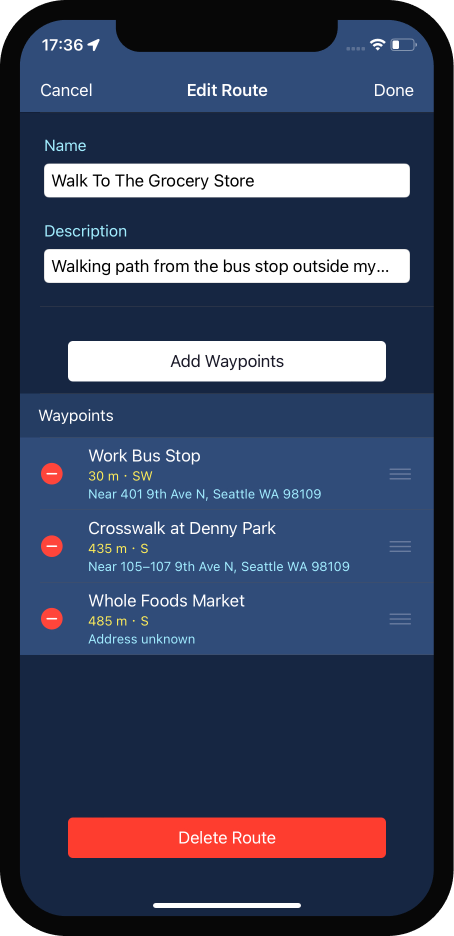 17:36
Cancel Edit Route Done
Name
Walk To The Grocery Store
Description
Walking path from the bus stop outside my...
Add Waypoints
Waypoints
Work Bus Stop
30 m · SW
Near 401 9th Ave N, Seattle WA 98109
Crosswalk at Denny Park
435 m · S
Near 105–107 9th Ave N, Seattle WA 98109
Whole Foods Market
485 m · S
Address unknown
Delete Route